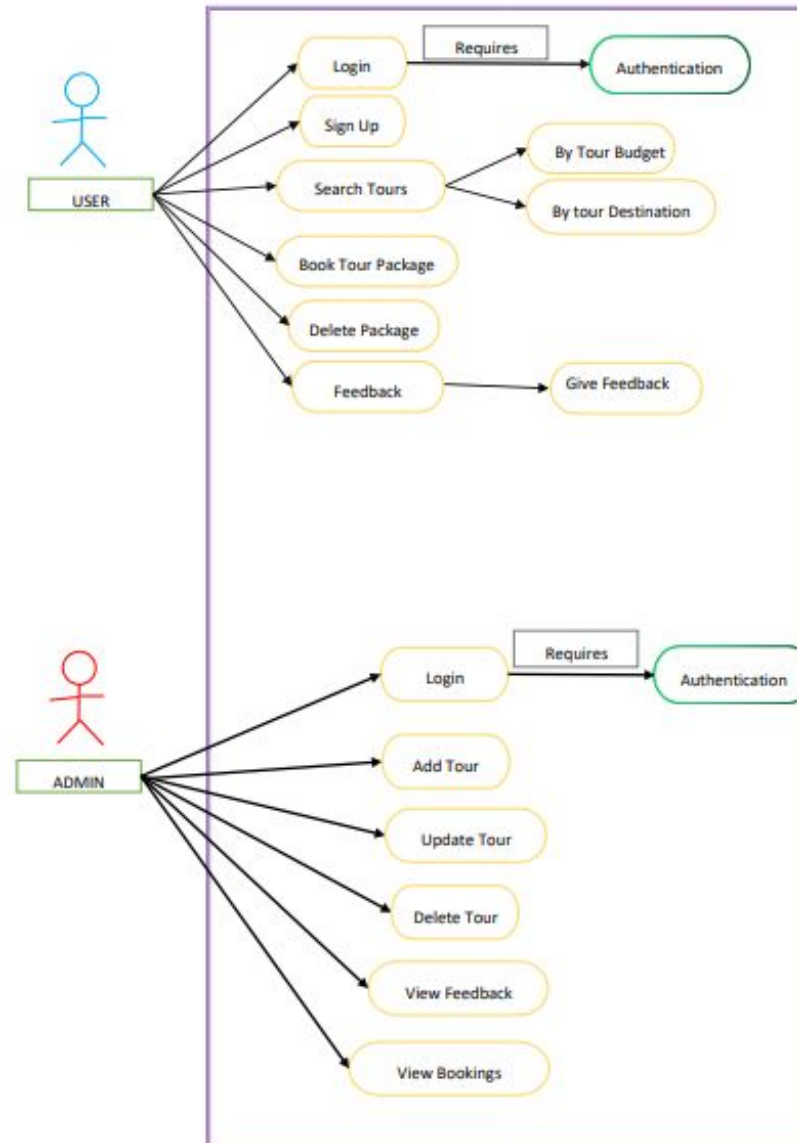 Requires
Login
Authentication
Sign Up
By Tour Budget
Search Tours
USER
By tour Destination
Book Tour Package
Delete Package
Feedback
Give Feedback
Requires
Login
Authentication
Add Tour
ADMIN
Update Tour
Delete Tour
View Feedback
View Bookings